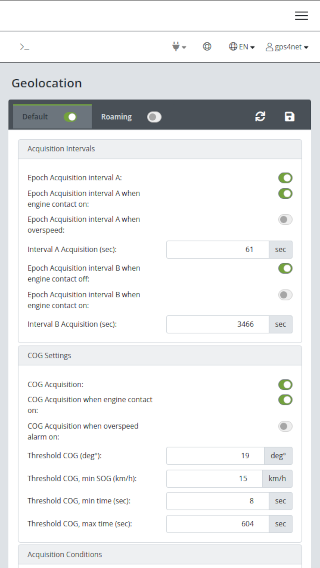 >_
EN
gps4net
Geolocation
Default
Roaming
Acquisition Intervals
Epoch Acquisition interval A:
Epoch Acquisition interval A when
engine contact on:
Epoch Acquisition interval A when
overspeed:
Interval A Acquisition (sec):
61
sec
Epoch Acquisition interval B when
engine contact off:
Epoch Acquisition interval B when
engine contact on:
Interval B Acquisition (sec):
3466
sec
COG Settings
COG Acquisition:
COG Acquisition when engine contact
on:
COG Acquisition when overspeed
alarm on:
Threshold COG (deg°):
19
deg°
Threshold COG, min SOG (km/h):
15
km/h
Threshold COG, min time (sec):
8
sec
Threshold COG, max time (sec):
604
sec
Acquisition Conditions